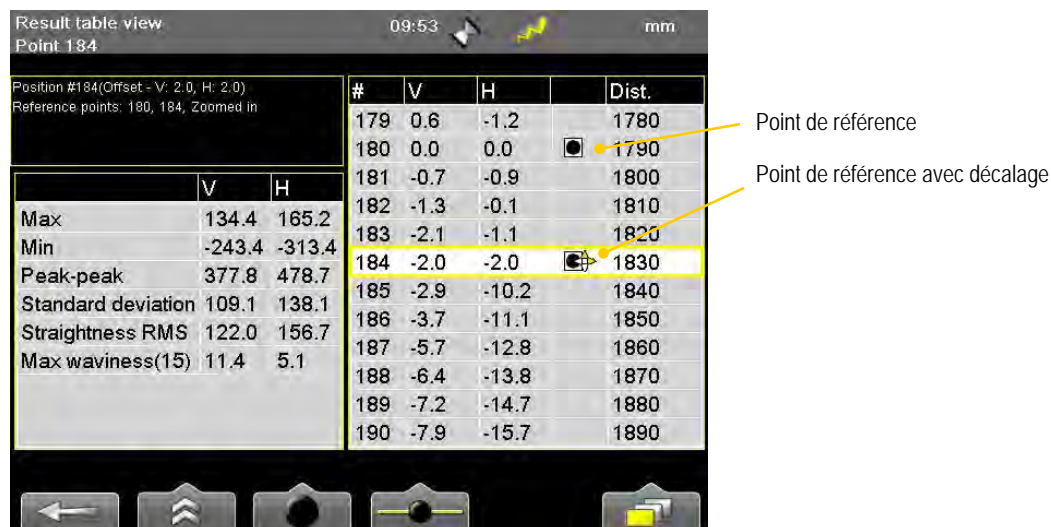 Result table view
Point 184
09:53
mm
Position #184(Offset - V: 2.0, H: 2.0)
Reference points: 180, 184, Zoomed in
V H
Max 134.4 165.2
Min -243.4 -313.4
Peak-peak 377.8 478.7
Standard deviation 109.1 138.1
Straightness RMS 122.0 156.7
Max waviness(15) 11.4 5.1
# V H Dist.
179 0.6 -1.2 1780
180 0.0 0.0 1790
181 -0.7 -0.9 1800
182 -1.3 -0.1 1810
183 -2.1 -1.1 1820
184 -2.0 -2.0 1830
185 -2.9 -10.2 1840
186 -3.7 -11.1 1850
187 -5.7 -12.8 1860
188 -6.4 -13.8 1870
189 -7.2 -14.7 1880
190 -7.9 -15.7 1890
Point de référence
Point de référence avec décalage